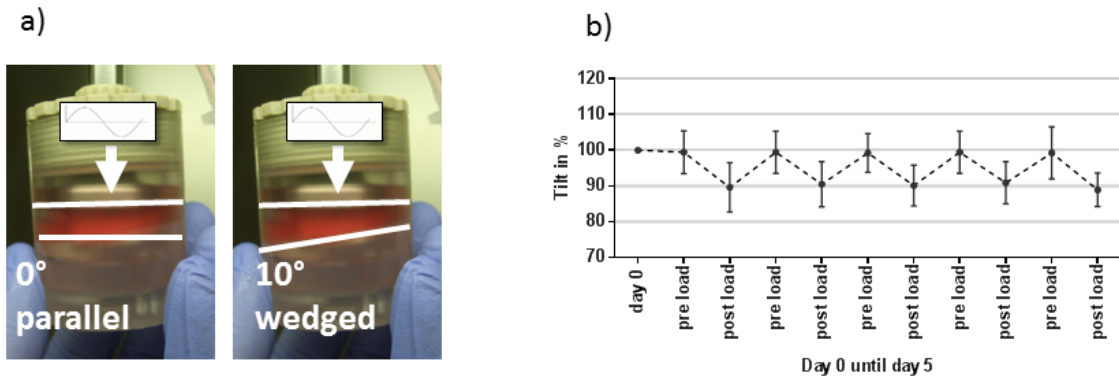 a)
0°
parallel
10°
wedged
b)
Tilt in %
120
110
100
90
80
70
day 0
pre load
post load
pre load
post load
pre load
post load
pre load
post load
pre load
post load
Day 0 until day 5